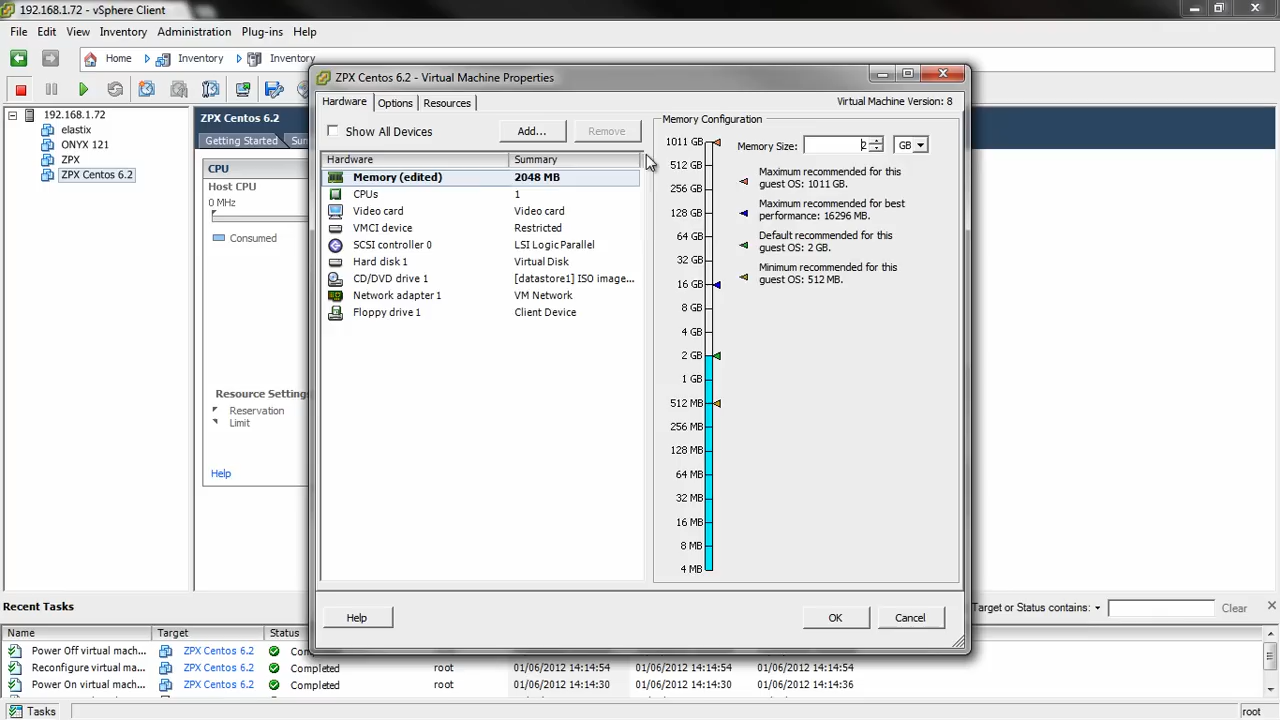 192.168.1.72 - vSphere Client
File Edit View Inventory Administration Plug-ins Help
Home Inventory Inventory
192.168.1.72
elastix
ONYX 121
ZPX
ZPX Centos 6.2
ZPX Centos 6.2
Getting Started
CPU
Host CPU
0 MHz
Consumed
Resource Setting
Reservation
Limit
Help
ZPX Centos 6.2 - Virtual Machine Properties
Hardware Options Resources
Virtual Machine Version: 8
Show All Devices Add... Remove
Hardware Summary
Memory (edited) 2048 MB
CPUs 1
Video card Video card
VMCI device Restricted
SCSI controller 0 LSI Logic Parallel
Hard disk 1 Virtual Disk
CD/DVD drive 1 [datastore1] ISO image...
Network adapter 1 VM Network
Floppy drive 1 Client Device
Memory Configuration
1011 GB
512 GB
256 GB
128 GB
64 GB
32 GB
16 GB
8 GB
4 GB
2 GB
1 GB
512 MB
256 MB
128 MB
64 MB
32 MB
16 MB
8 MB
4 MB
Memory Size: 2 GB
Maximum recommended for this
guest OS: 1011 GB.
Maximum recommended for best
performance: 16296 MB.
Default recommended for this
guest OS: 2 GB.
Minimum recommended for this
guest OS: 512 MB.
Help OK Cancel
Recent Tasks
Target or Status contains: Clear
Name Target Status
Power Off virtual mach... ZPX Centos 6.2
Reconfigure virtual ma... ZPX Centos 6.2 Completed root 01/06/2012 14:14:54 01/06/2012 14:14:54 01/06/2012 14:14:54
Power On virtual mach... ZPX Centos 6.2 Completed root 01/06/2012 14:14:30 01/06/2012 14:14:30 01/06/2012 14:14:36
Tasks root